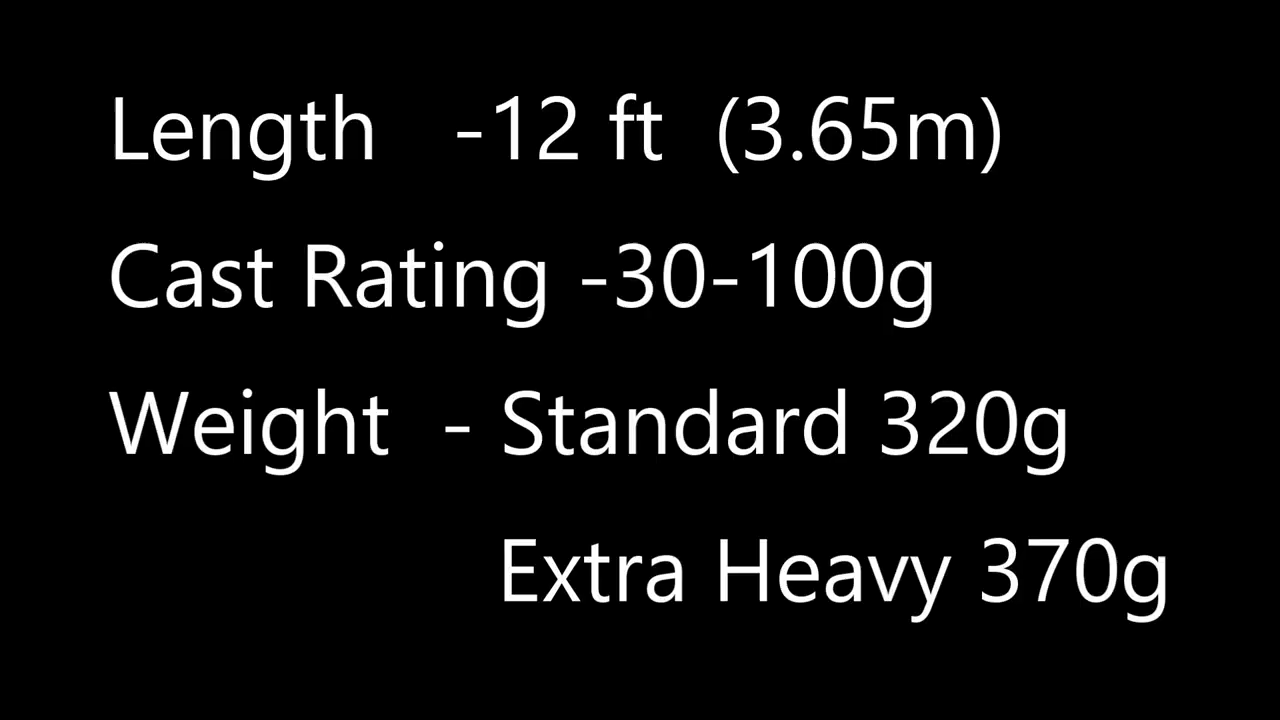 Length -12 ft (3.65m)
Cast Rating -30-100g
Weight - Standard 320g
Extra Heavy 370g